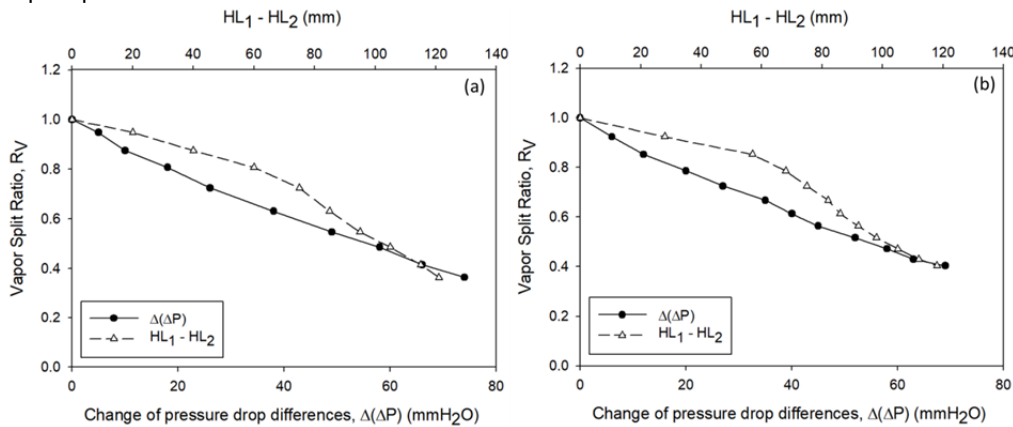 HL₁ - HL₂ (mm)
0 20 40 60 80 100 120 140
1.2
1.0
0.8
0.6
0.4
0.2
0.0
Vapor Split Ratio, Rᵥ
(a)
Δ(ΔP)
HL₁ - HL₂
0 20 40 60 80
Change of pressure drop differences, Δ(ΔP) (mmH₂O)
HL₁ - HL₂ (mm)
0 20 40 60 80 100 120 140
1.2
1.0
0.8
0.6
0.4
0.2
0.0
Vapor Split Ratio, Rᵥ
(b)
Δ(ΔP)
HL₁ - HL₂
0 20 40 60 80
Change of pressure drop differences, Δ(ΔP) (mmH₂O)